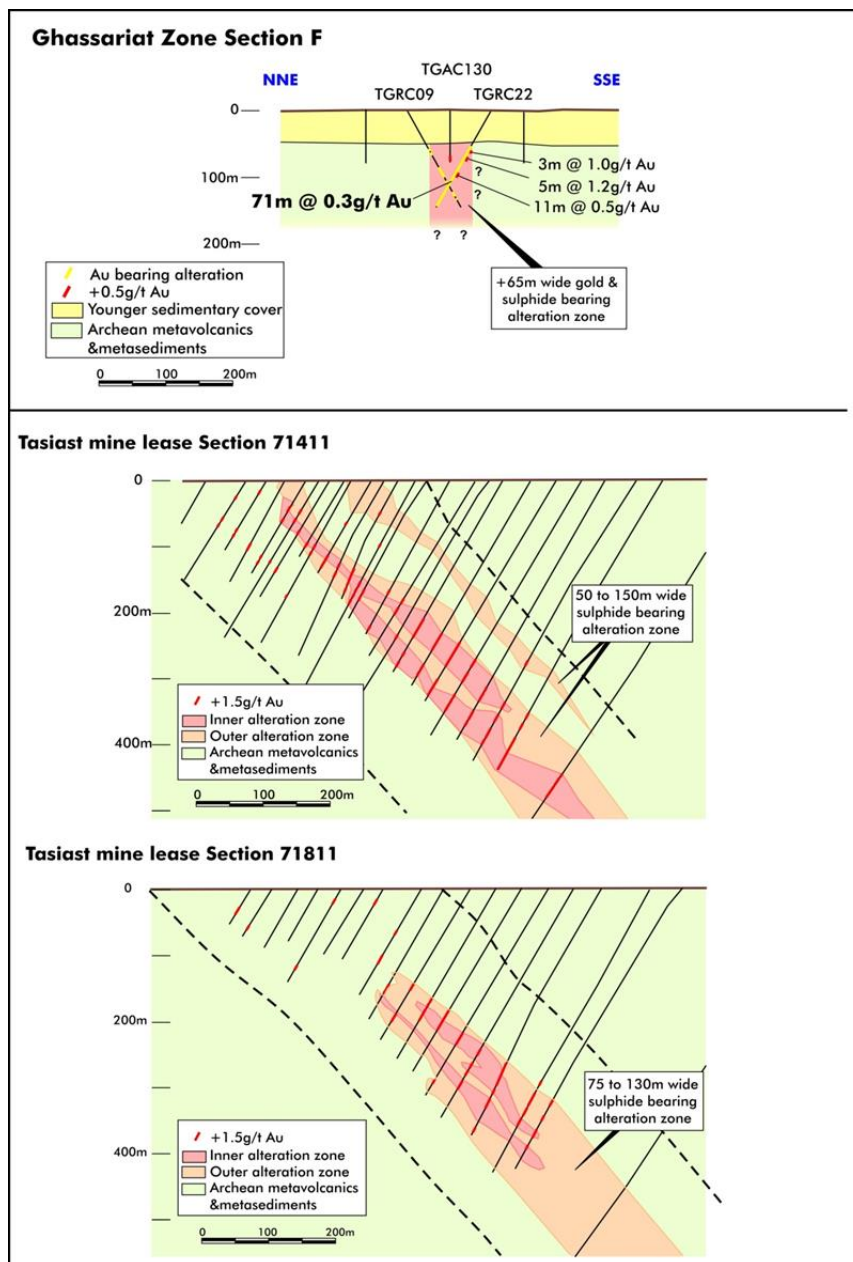 Ghassariat Zone Section F
NNE
TGAC130
SSE
TGRC09
TGRC22
0
100m
200m
3m @ 1.0g/t Au
5m @ 1.2g/t Au
11m @ 0.5g/t Au
71m @ 0.3g/t Au
?
?
? ?
+65m wide gold &
sulphide bearing
alteration zone
Au bearing alteration
+0.5g/t Au
Younger sedimentary cover
Archean metavolcanics
&metasediments
0 100 200m
Tasiast mine lease Section 71411
0
200m
400m
50 to 150m wide
sulphide bearing
alteration zone
+1.5g/t Au
Inner alteration zone
Outer alteration zone
Archean metavolcanics
&metasediments
0 100 200m
Tasiast mine lease Section 71811
0
200m
400m
75 to 130m wide
sulphide bearing
alteration zone
+1.5g/t Au
Inner alteration zone
Outer alteration zone
Archean metavolcanics
&metasediments
0 100 200m